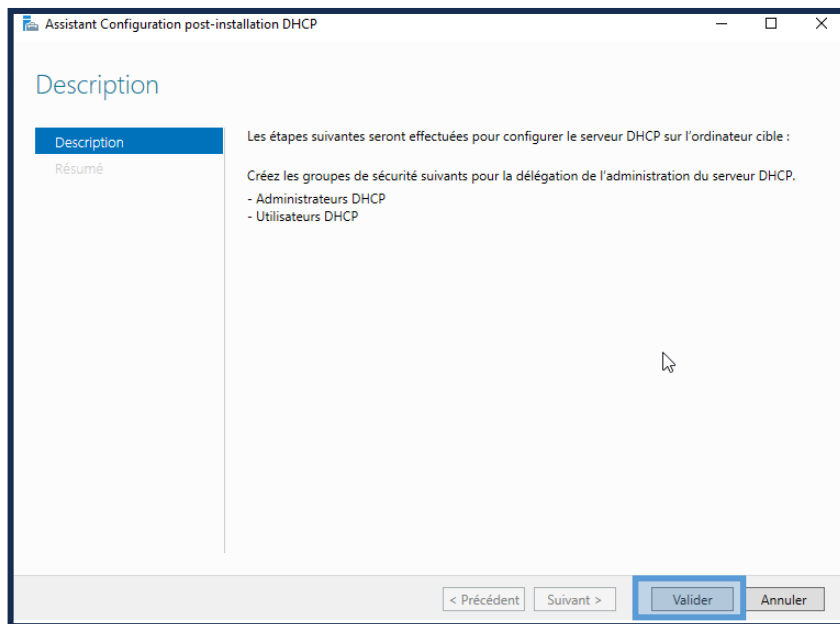 Assistant Configuration post-installation DHCP
Description
Description
Résumé
Les étapes suivantes seront effectuées pour configurer le serveur DHCP sur l'ordinateur cible :
Créez les groupes de sécurité suivants pour la délégation de l'administration du serveur DHCP.
- Administrateurs DHCP
- Utilisateurs DHCP
< Précédent
Suivant >
Valider
Annuler